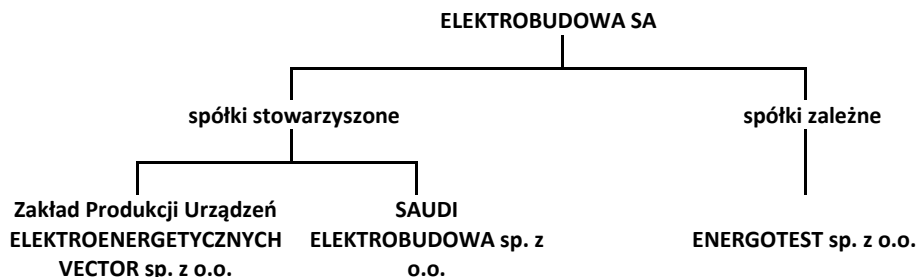 ELEKTROBUDOWA SA
spółki stowarzyszone
spółki zależne
Zakład Produkcji Urządzeń
ELEKTROENERGETYCZNYCH
VECTOR sp. z o.o.
SAUDI
ELEKTROBUDOWA sp. z
o.o.
ENERGOTEST sp. z o.o.